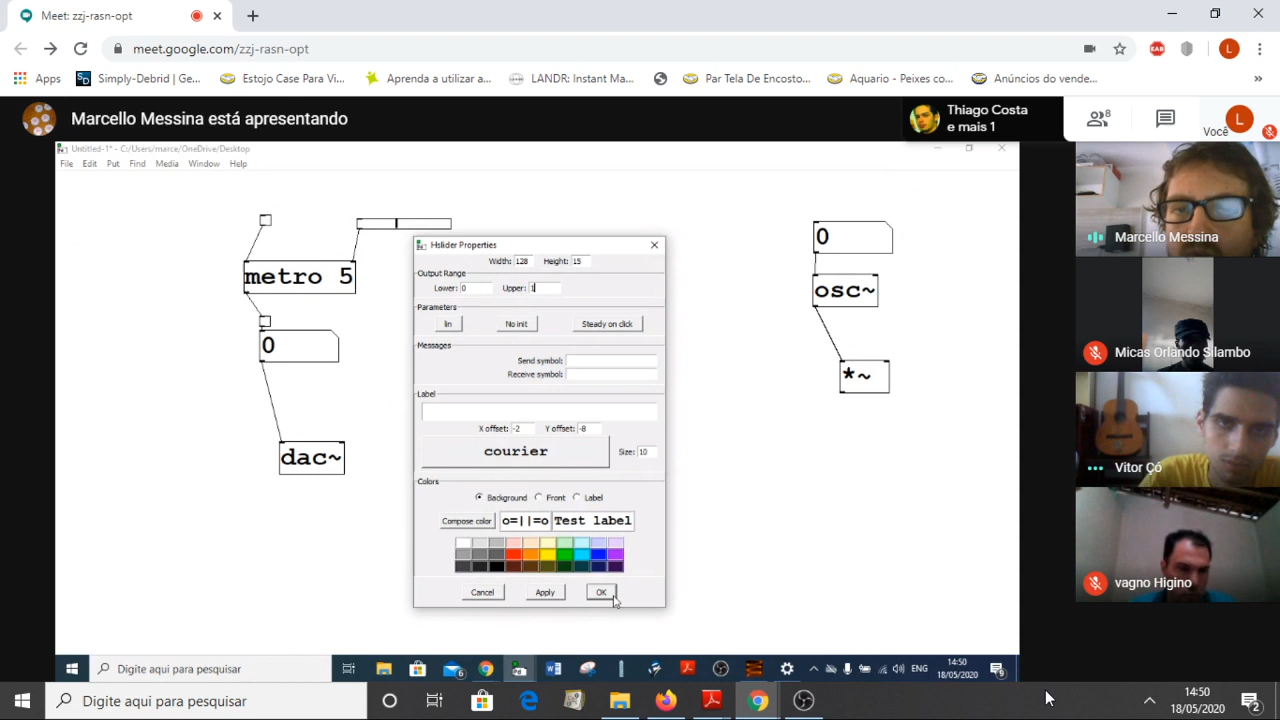 Meet: zzj-rasn-opt
meet.google.com/zzj-rasn-opt
Apps
Simply-Debrid | Ge...
Estojo Case Para Vi...
Aprenda a utilizar a...
LANDR: Instant Ma...
Par Tela De Encosto...
Aquario - Peixes co...
Anúncios do vende...
»
Marcello Messina está apresentando
Thiago Costa
e mais 1
8
Você
L
Untitled-1* - C:/Users/marce/OneDrive/Desktop
File Edit Put Find Media Window Help
metro 5
0
dac~
0
osc~
*~
Hslider Properties
Width: 128 Height: 15
Output Range
Lower: 0 Upper: 1
Parameters
lin No init Steady on click
Messages
Send symbol:
Receive symbol:
Label
X offset: -2 Y offset: -8
courier Size: 10
Colors
Background Front Label
Compose color o=||=o Test label
Cancel Apply OK
Marcello Messina
Micas Orlando Silambo
Vitor Çó
vagno Higino
Digite aqui para pesquisar
6
ENG
14:50
18/05/2020
9
Digite aqui para pesquisar
14:50
18/05/2020
2